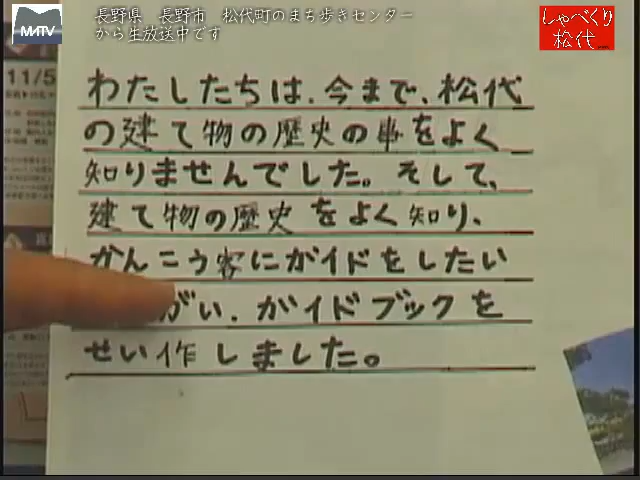 MATV
長野県 長野市 松代町のまち歩きセンター
から生放送中です
しゃべくり
松代
11/5
わたしたちは、今まで、松代
の建て物の歴史の事をよく
知りませんでした。そして、
建て物の歴史をよく知り、
かんこう客にガイドをしたい
がい、ガイドブックを
せい作しました。